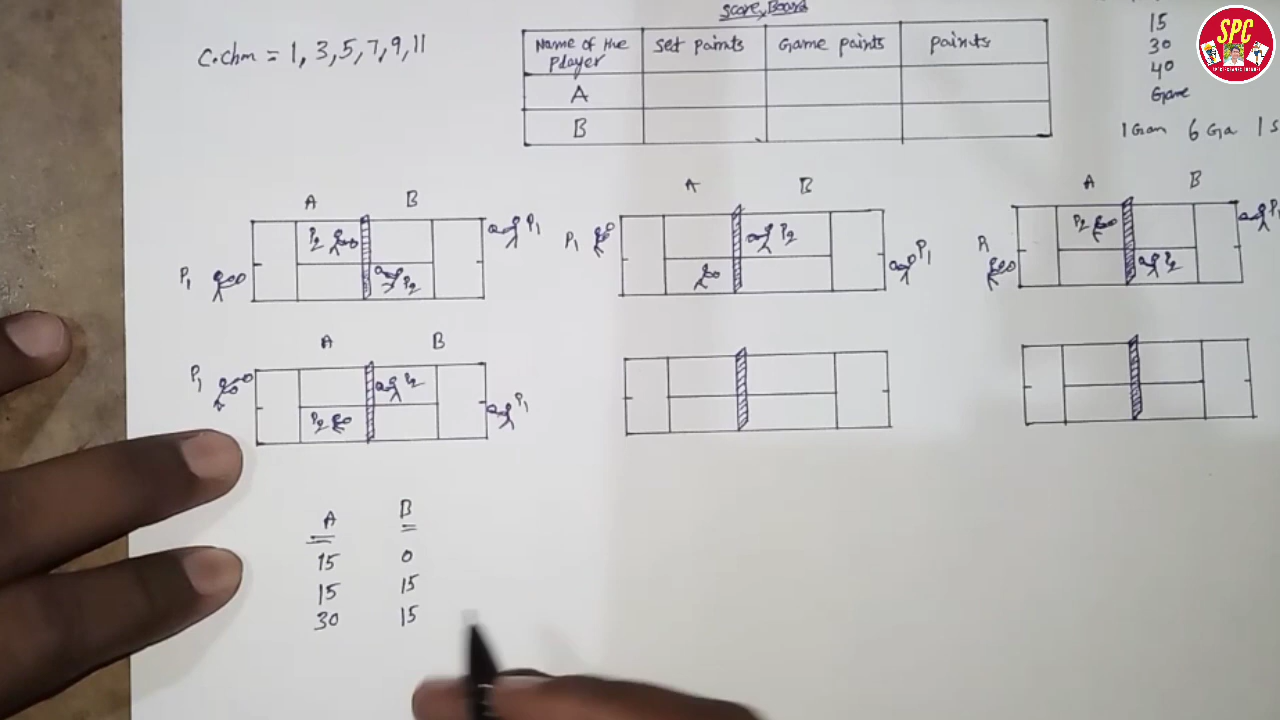 Score Board
C.Chm = 1, 3, 5, 7, 9, 11
Name of the Player
Set points
Game points
points
A
B
15
30
40
Game
1 Gam 6 Ga 1 S
SPC
A B
P1 P2 P2 P1
A B
P1 P2 P1
A B
P1 P2 P2 P1
A B
P1 P2 P2 P1
A B
15 0
15 15
30 15